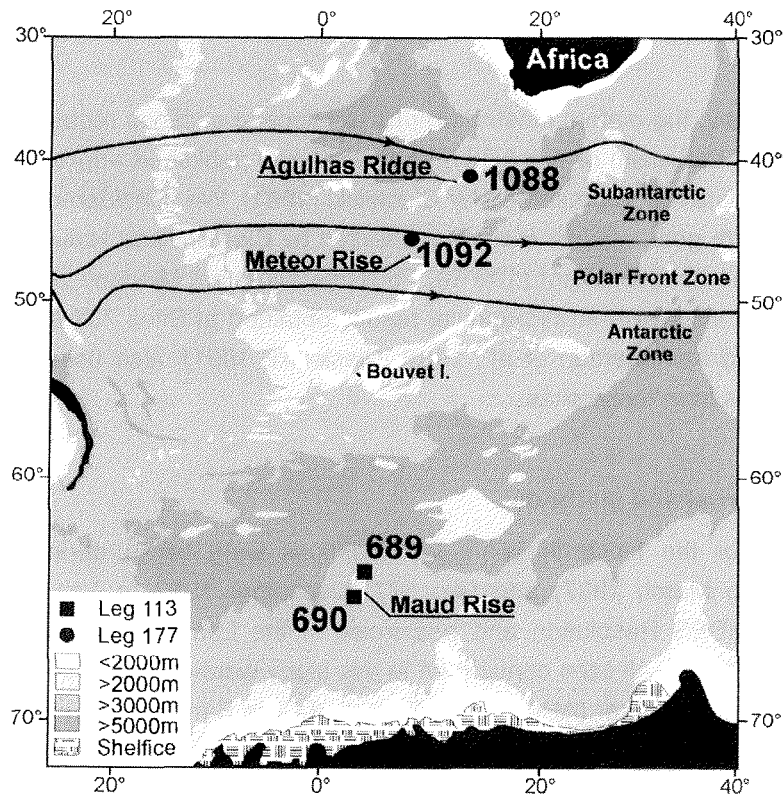 20° 0° 20° 40°
30° 30°
Africa
40° 40°
Agulhas Ridge 1088
Subantarctic
Zone
Meteor Rise 1092
Polar Front Zone
50° 50°
Antarctic
Zone
Bouvet I.
60° 60°
689
690 Maud Rise
Leg 113
Leg 177
<2000m
>2000m
>3000m
>5000m
Shelfice
70° 70°
20° 0° 20° 40°